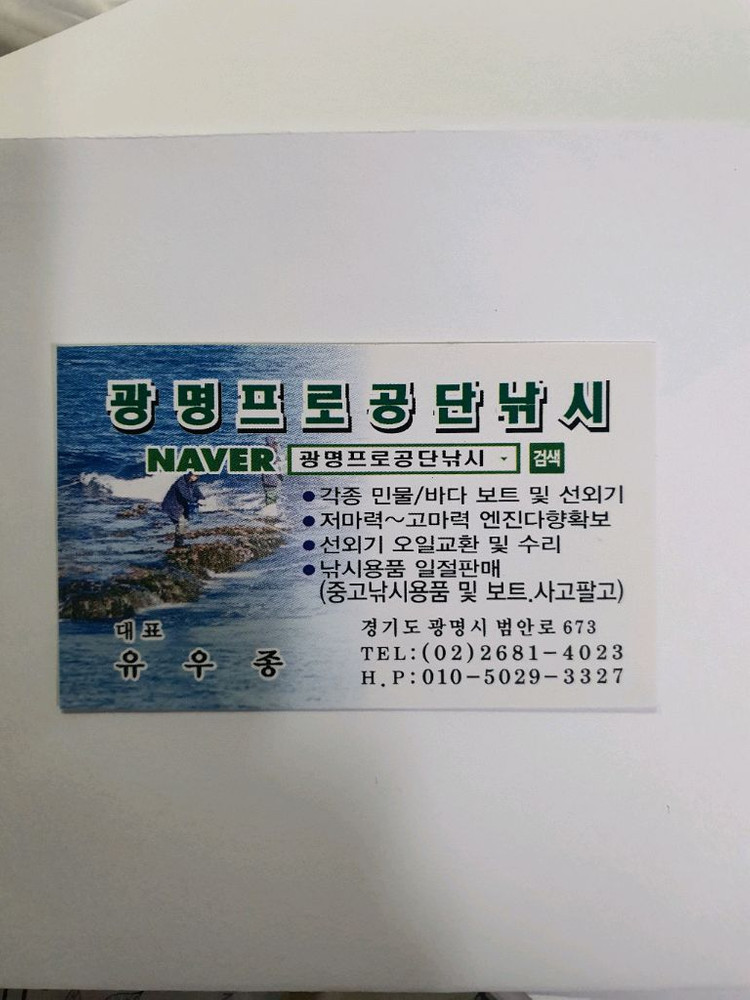 광명프로공단낚시
NAVER 광명프로공단낚시 검색
●각종 민물/바다 보트 및 선외기
●저마력~고마력 엔진다향확보
●선외기 오일교환 및 수리
●낚시용품 일절판매
(중고낚시용품 및 보트.사고팔고)
대표
유우종
경기도 광명시 범안로 673
TEL:(02)2681-4023
H.P:010-5029-3327